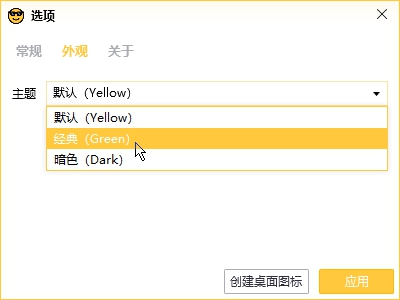 选项
常规 外观 关于
主题 默认（Yellow）
默认（Yellow）
经典（Green）
暗色（Dark）
创建桌面图标 应用